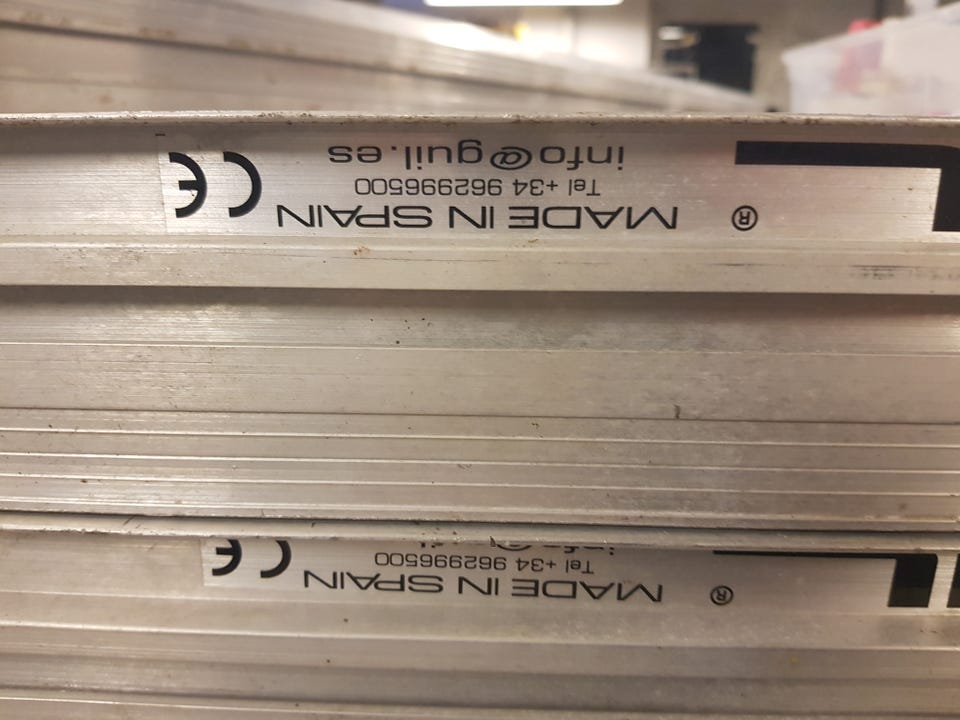 ® MADE IN SPAIN CE
Tel +34 962996500
® MADE IN SPAIN CE
Tel +34 962996500
info@guil.es